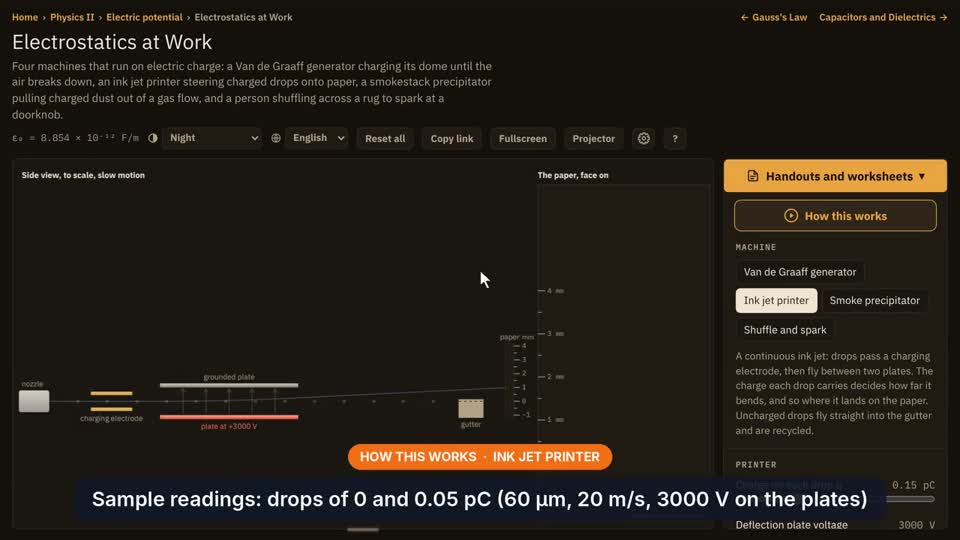 Home › Physics II › Electric potential › Electrostatics at Work
← Gauss's Law Capacitors and Dielectrics →
Electrostatics at Work
Four machines that run on electric charge: a Van de Graaff generator charging its dome until the
air breaks down, an ink jet printer steering charged drops onto paper, a smokestack precipitator
pulling charged dust out of a gas flow, and a person shuffling across a rug to spark at a
doorknob.
ε₀ = 8.854 × 10⁻¹² F/m Night English Reset all Copy link Fullscreen Projector ?
Side view, to scale, slow motion
The paper, face on
4 mm
3 mm
2 mm
1 mm
paper mm
4
3
2
1
0
-1
nozzle
charging electrode
grounded plate
plate at +3000 V
gutter
Handouts and worksheets ▼
How this works
MACHINE
Van de Graaff generator
Ink jet printer Smoke precipitator
Shuffle and spark
A continuous ink jet: drops pass a charging
electrode, then fly between two plates. The
charge each drop carries decides how far it
bends, and so where it lands on the paper.
Uncharged drops fly straight into the gutter
and are recycled.
PRINTER
0.15 pC
Deflection plate voltage 3000 V
HOW THIS WORKS · INK JET PRINTER
Sample readings: drops of 0 and 0.05 pC (60 µm, 20 m/s, 3000 V on the plates)